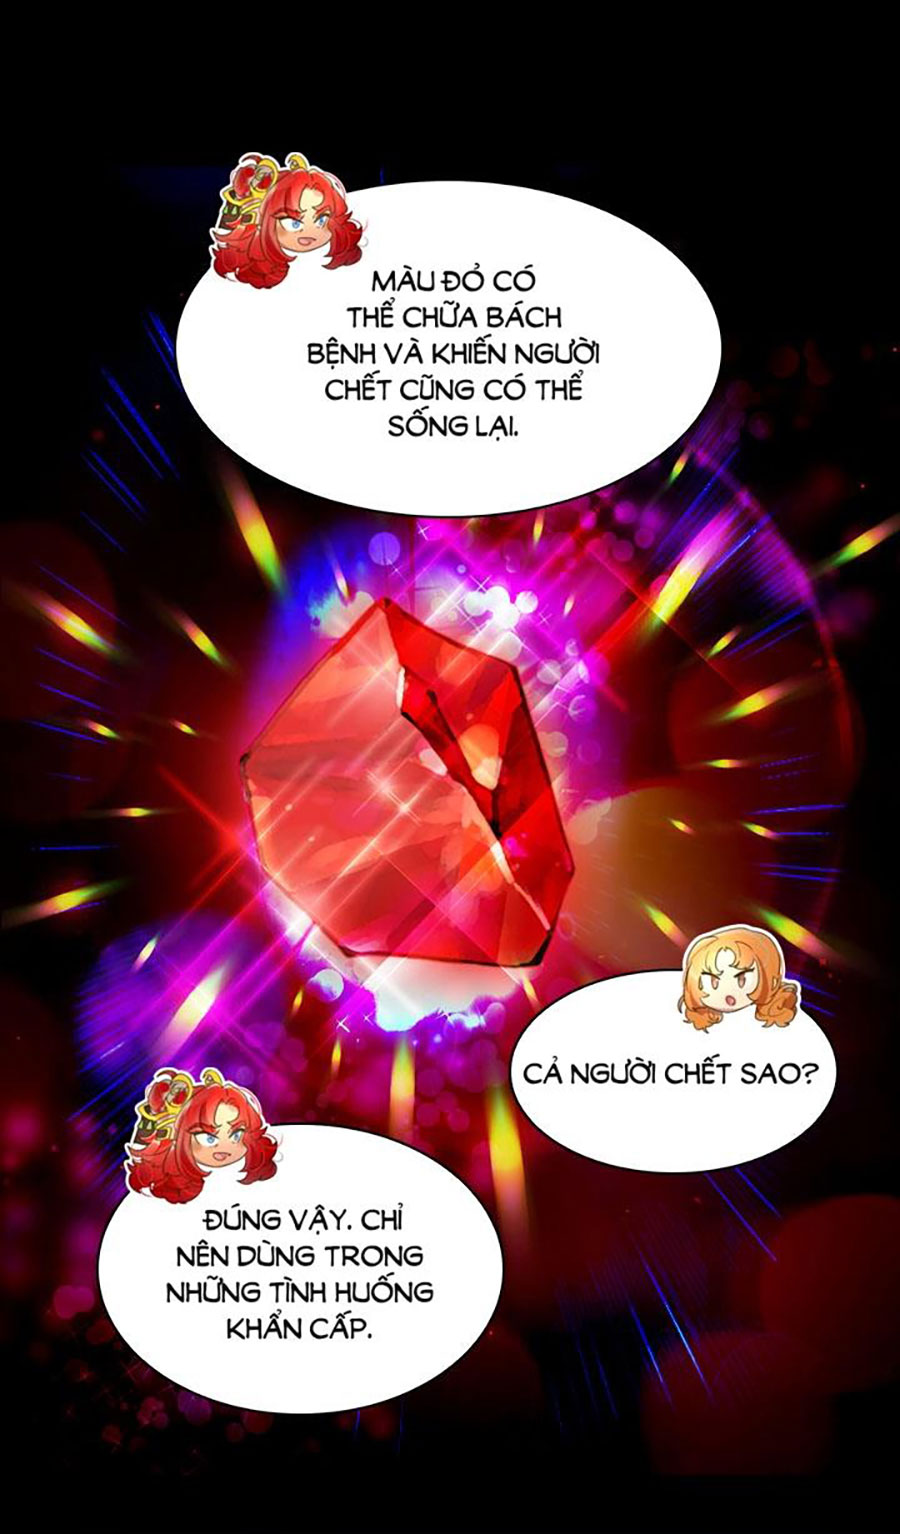 MÀU ĐỎ CÓ
THỂ CHỮA BÁCH
BỆNH VÀ KHIẾN NGƯỜI
CHẾT CŨNG CÓ THỂ
SỐNG LẠI.
CẢ NGƯỜI CHẾT SAO?
ĐÚNG VẬY. CHỈ
NÊN DÙNG TRONG
NHỮNG TÌNH HUỐNG
KHẨN CẤP.